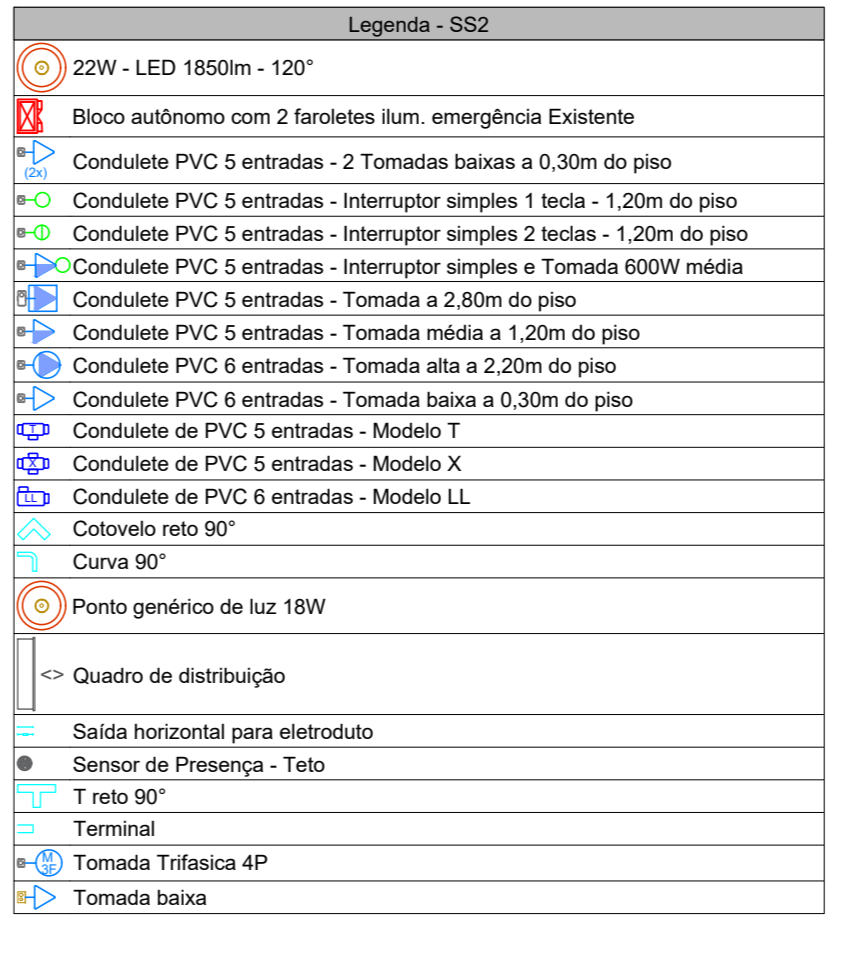 Legenda - SS2
22W - LED 1850lm - 120°
Bloco autônomo com 2 faroletes ilum. emergência Existente
(2x) Condulete PVC 5 entradas - 2 Tomadas baixas a 0,30m do piso
Condulete PVC 5 entradas - Interruptor simples 1 tecla - 1,20m do piso
Condulete PVC 5 entradas - Interruptor simples 2 teclas - 1,20m do piso
Condulete PVC 5 entradas - Interruptor simples e Tomada 600W média
Condulete PVC 5 entradas - Tomada a 2,80m do piso
Condulete PVC 5 entradas - Tomada média a 1,20m do piso
Condulete PVC 6 entradas - Tomada alta a 2,20m do piso
Condulete PVC 6 entradas - Tomada baixa a 0,30m do piso
T Condulete de PVC 5 entradas - Modelo T
X Condulete de PVC 5 entradas - Modelo X
LL Condulete de PVC 6 entradas - Modelo LL
Cotovelo reto 90°
Curva 90°
Ponto genérico de luz 18W
<> Quadro de distribuição
Saída horizontal para eletroduto
Sensor de Presença - Teto
T reto 90°
Terminal
M
3F Tomada Trifasica 4P
Tomada baixa